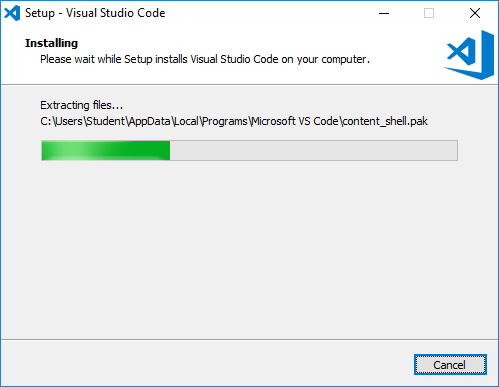 Setup - Visual Studio Code
Installing
Please wait while Setup installs Visual Studio Code on your computer.
Extracting files...
C:\Users\Student\AppData\Local\Programs\Microsoft VS Code\content_shell.pak
Cancel